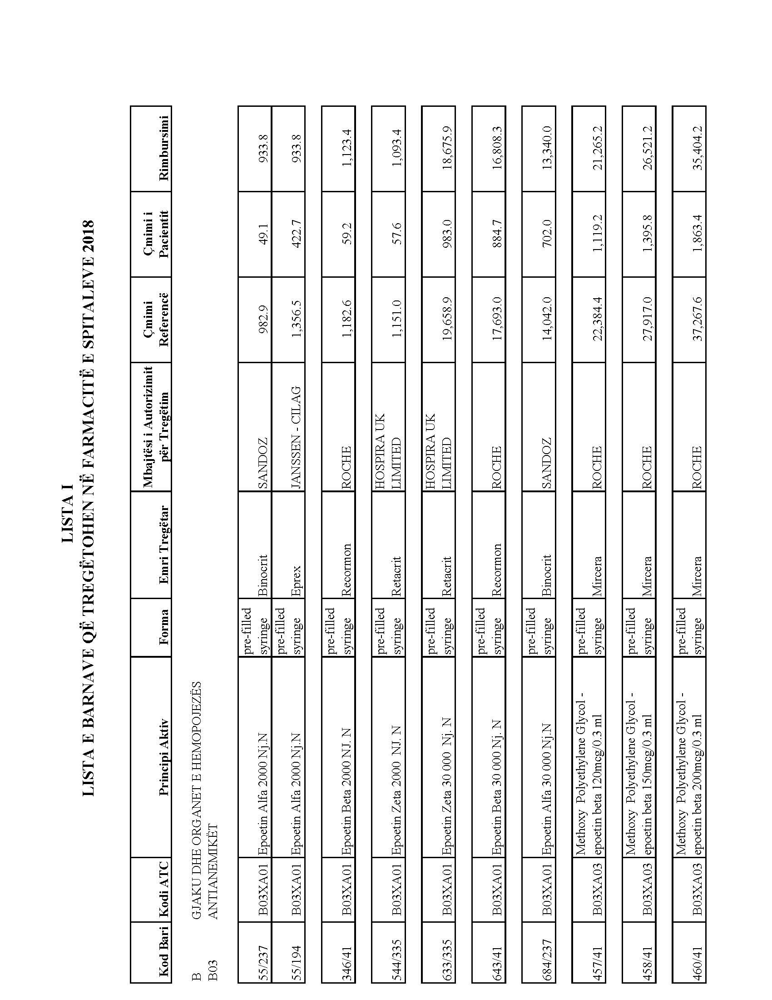 LISTA I
LISTA E BARNAVE QË TREGËTOHEN NË FARMACITË E SPITALEVE 2018
Kod Bari Kodi ATC Principi Aktiv Forma Emri Tregëtar Mbajtësi i Autorizimit për Tregëtim Çmimi Referencë Çmimi i Pacientit Rimbursimi
B GJAKU DHE ORGANET E HEMOPOJEZËS
B03 ANTIANEMIKËT
55/237 B03XA01 Epoetin Alfa 2000 Nj.N pre-filled syringe Binocrit SANDOZ 982.9 49.1 933.8
55/194 B03XA01 Epoetin Alfa 2000 Nj.N pre-filled syringe Eprex JANSSEN - CILAG 1,356.5 422.7 933.8
346/41 B03XA01 Epoetin Beta 2000 NJ. N pre-filled syringe Recormon ROCHE 1,182.6 59.2 1,123.4
544/335 B03XA01 Epoetin Zeta 2000 NJ. N pre-filled syringe Retacrit HOSPIRA UK LIMITED 1,151.0 57.6 1,093.4
633/335 B03XA01 Epoetin Zeta 30 000 Nj. N pre-filled syringe Retacrit HOSPIRA UK LIMITED 19,658.9 983.0 18,675.9
643/41 B03XA01 Epoetin Beta 30 000 Nj. N pre-filled syringe Recormon ROCHE 17,693.0 884.7 16,808.3
684/237 B03XA01 Epoetin Alfa 30 000 Nj.N pre-filled syringe Binocrit SANDOZ 14,042.0 702.0 13,340.0
457/41 B03XA03 Methoxy Polyethylene Glycol - epoetin beta 120mcg/0.3 ml pre-filled syringe Mircera ROCHE 22,384.4 1,119.2 21,265.2
458/41 B03XA03 Methoxy Polyethylene Glycol - epoetin beta 150mcg/0.3 ml pre-filled syringe Mircera ROCHE 27,917.0 1,395.8 26,521.2
460/41 B03XA03 Methoxy Polyethylene Glycol - epoetin beta 200mcg/0.3 ml pre-filled syringe Mircera ROCHE 37,267.6 1,863.4 35,404.2